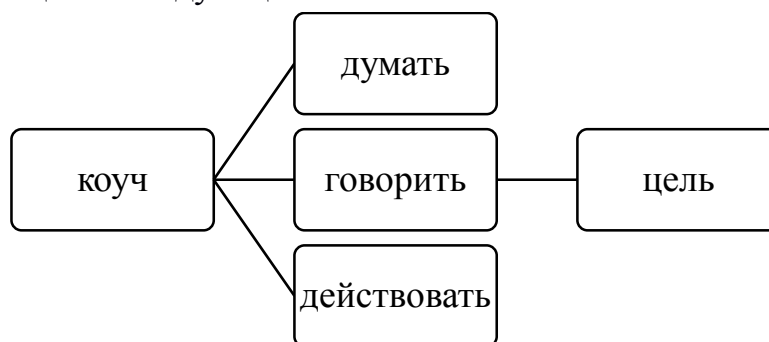 думать
коуч
говорить
цель
действовать